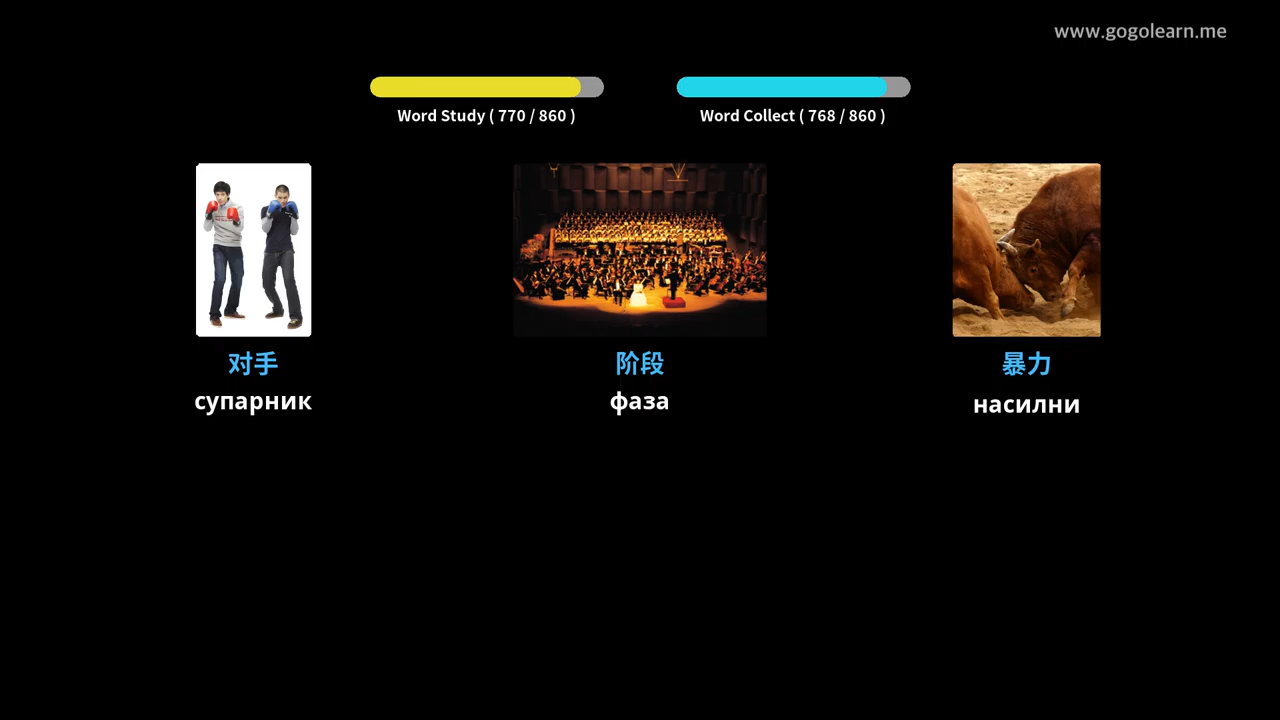 www.gogolearn.me
Word Study ( 770 / 860 )
Word Collect ( 768 / 860 )
对手
阶段
暴力
супарник
фаза
насилни